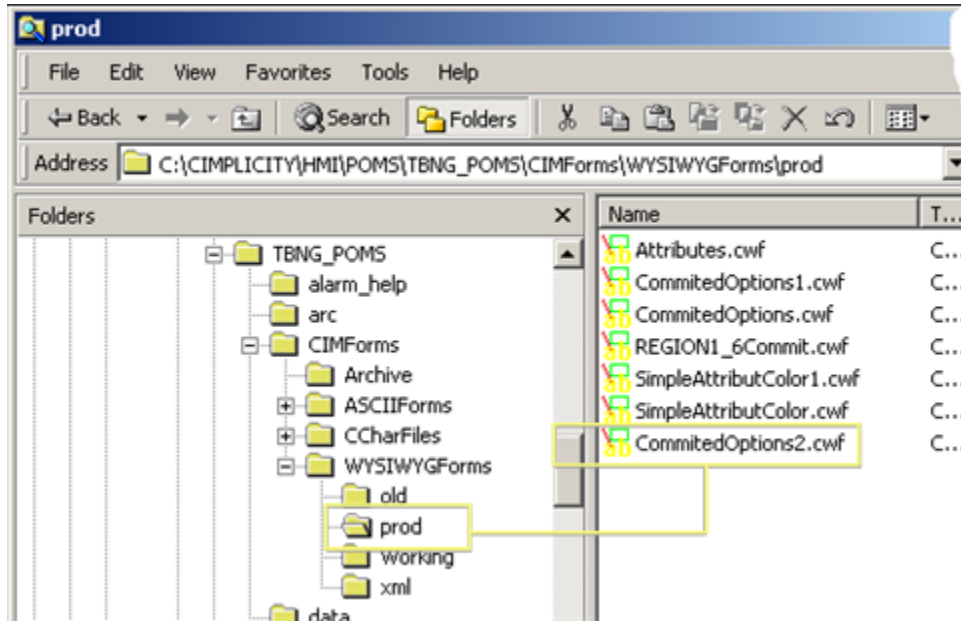 prod
File Edit View Favorites Tools Help
Back Search Folders
Address C:\CIMPLICITY\HMI\POMS\TBNG_POMS\CIMForms\WYSIWYGForms\prod
Folders
TBNG_POMS
alarm_help
arc
CIMForms
Archive
ASCIIForms
CCharFiles
WYSIWYGForms
old
prod
Working
xml
data
Name T...
Attributes.cwf C...
CommitedOptions1.cwf C...
CommitedOptions.cwf C...
REGION1_6Commit.cwf C...
SimpleAttributColor1.cwf C...
SimpleAttributColor.cwf C...
CommitedOptions2.cwf C...